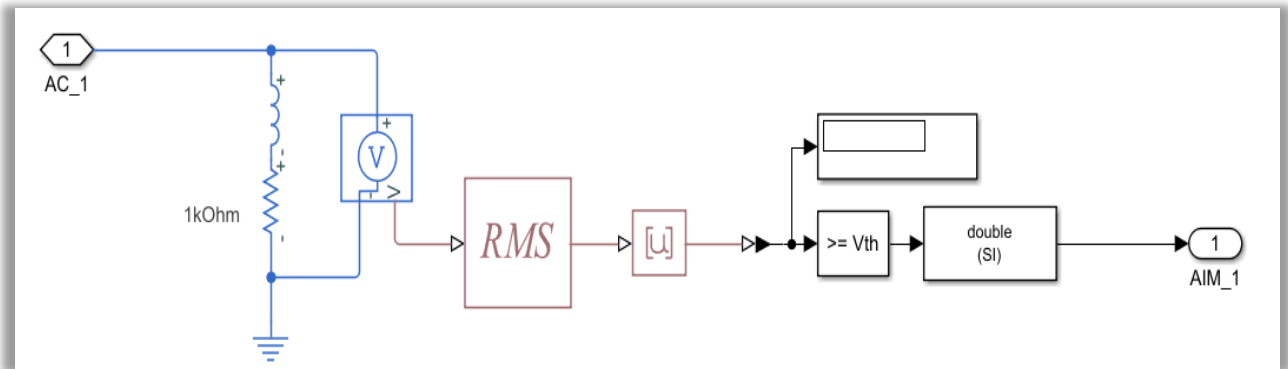 1
AC_1
+
-
+
-
1kOhm
+
V
-
V
RMS
[u]
>= Vth
double
(SI)
1
AIM_1